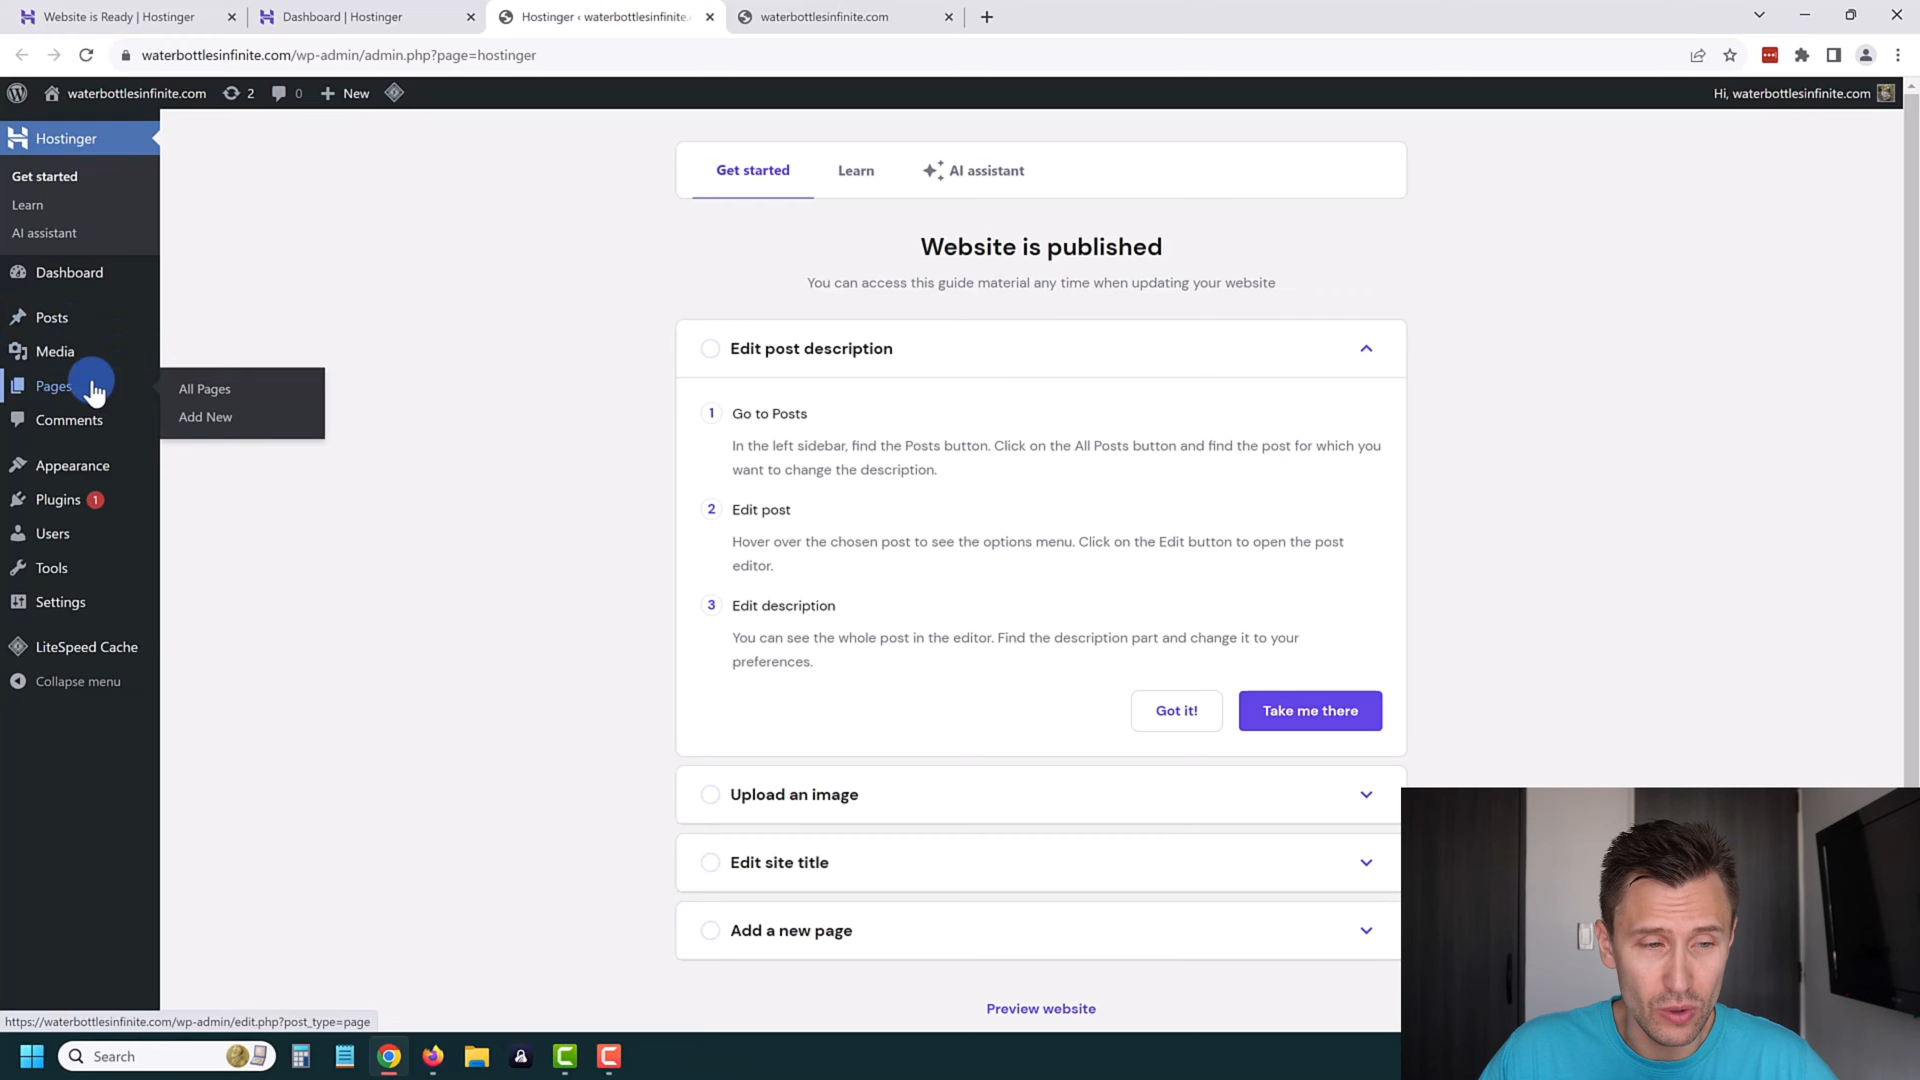 Website is Ready | Hostinger
Dashboard | Hostinger
Hostinger ‹ waterbottlesinfinite.
waterbottlesinfinite.com
waterbottlesinfinite.com/wp-admin/admin.php?page=hostinger
waterbottlesinfinite.com
2
0
New
Hi, waterbottlesinfinite.com
Hostinger
Get started
Learn
AI assistant
Dashboard
Posts
Media
Pages
All Pages
Add New
Comments
Appearance
Plugins 1
Users
Tools
Settings
LiteSpeed Cache
Collapse menu
Get started
Learn
AI assistant
Website is published
You can access this guide material any time when updating your website
Edit post description
1 Go to Posts
In the left sidebar, find the Posts button. Click on the All Posts button and find the post for which you
want to change the description.
2 Edit post
Hover over the chosen post to see the options menu. Click on the Edit button to open the post
editor.
3 Edit description
You can see the whole post in the editor. Find the description part and change it to your
preferences.
Got it!
Take me there
Upload an image
Edit site title
Add a new page
Preview website
https://waterbottlesinfinite.com/wp-admin/edit.php?post_type=page
Search